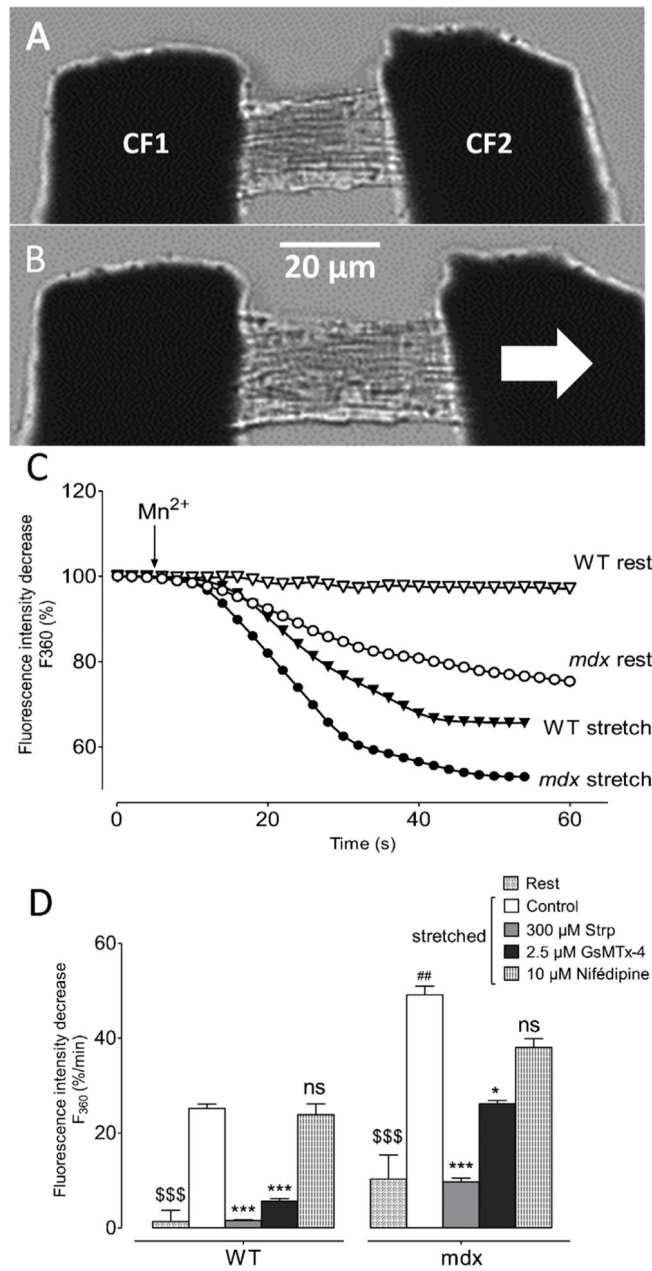 A
CF1
CF2
B
20 µm
C
120
100
80
60
Fluorescence intensity decrease
F360 (%)
Mn2+
WT rest
mdx rest
WT stretch
mdx stretch
0
20
40
60
Time (s)
D
Rest
Control
300 µM Strp
2.5 µM GsMTx-4
10 µM Nifédipine
stretched
60
40
20
0
Fluorescence intensity decrease
F360 (%/min)
$$$
***
***
ns
$$$
##
***
*
ns
WT
mdx